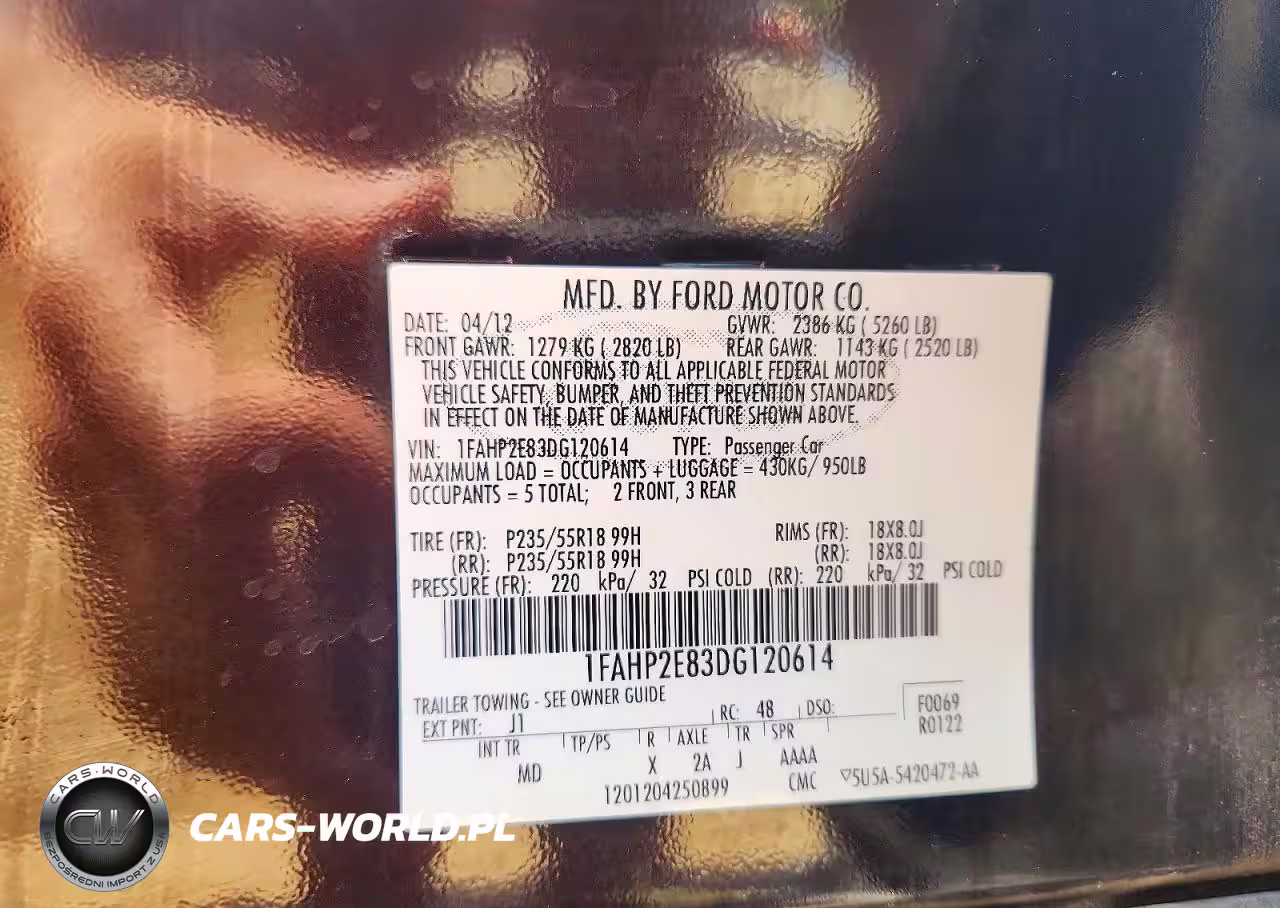 MFD. BY FORD MOTOR CO.
DATE: 04/12 GVWR: 2386 KG ( 5260 LB)
FRONT GAWR: 1279 KG ( 2820 LB) REAR GAWR: 1143 KG ( 2520 LB)
THIS VEHICLE CONFORMS TO ALL APPLICABLE FEDERAL MOTOR
VEHICLE SAFETY, BUMPER, AND THEFT PREVENTION STANDARDS
IN EFFECT ON THE DATE OF MANUFACTURE SHOWN ABOVE.
VIN: 1FAHP2E83DG120614 TYPE: Passenger Car
MAXIMUM LOAD = OCCUPANTS + LUGGAGE = 430KG/ 950LB
OCCUPANTS = 5 TOTAL; 2 FRONT, 3 REAR
TIRE (FR): P235/55R18 99H RIMS (FR): 18X8.0J
(RR): P235/55R18 99H (RR): 18X8.0J
PRESSURE (FR): 220 kPa/ 32 PSI COLD (RR): 220 kPa/ 32 PSI COLD
1FAHP2E83DG120614
TRAILER TOWING - SEE OWNER GUIDE
EXT PNT: J1 RC: 48 DSO: F0069
R0122
INT TR TP/PS R AXLE TR SPR
MD X 2A J AAAA
1201204250899 CMC ▽5U5A-5420472-AA
CARS-WORLD
CW
BEZPOŚREDNI IMPORT Z USA
CARS-WORLD.PL